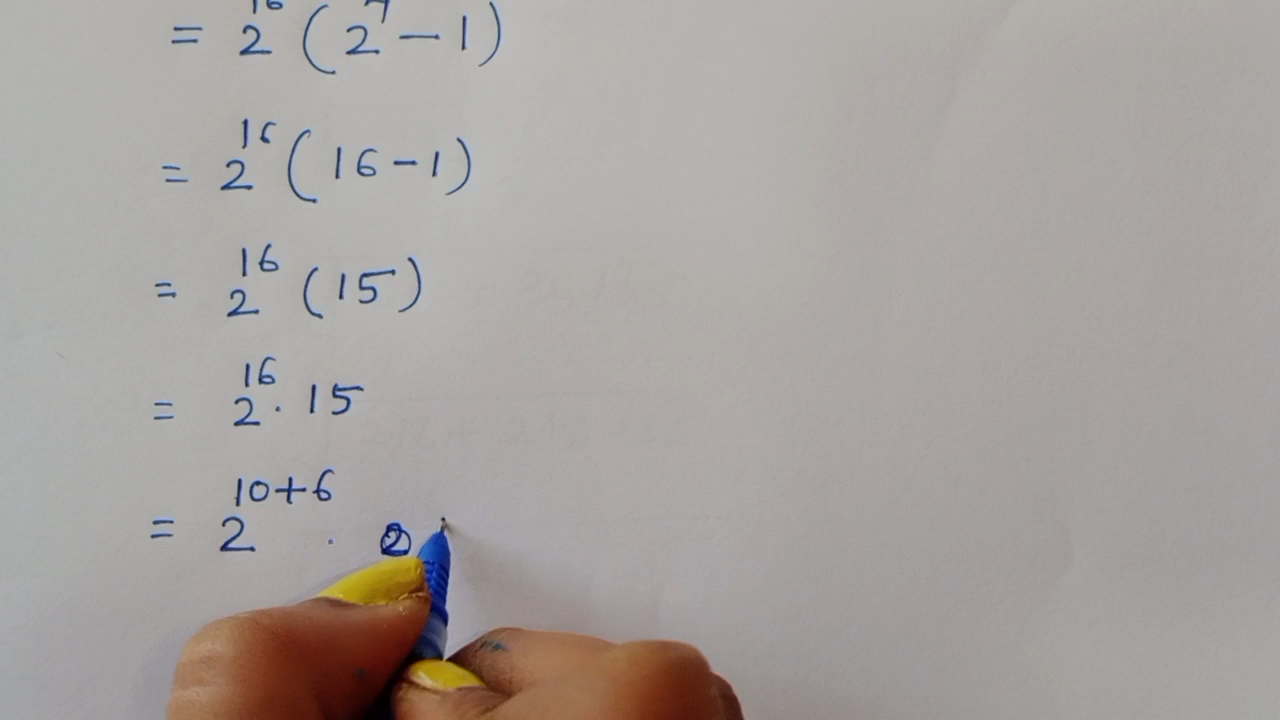 = 2^16 (2^4 - 1)
= 2^16 (16 - 1)
= 2^16 (15)
= 2^16 . 15
= 2^10+6 .